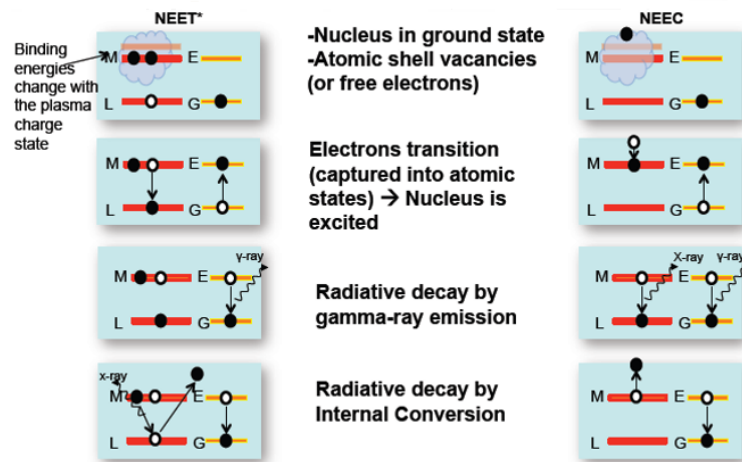 NEET*
NEEC
Binding
energies
change with
the plasma
charge
state
M
E
L
G
-Nucleus in ground state
-Atomic shell vacancies
(or free electrons)
M
E
L
G
M
E
L
G
Electrons transition
(captured into atomic
states) → Nucleus is
excited
M
E
L
G
γ-ray
M
E
L
G
Radiative decay by
gamma-ray emission
X-ray
γ-ray
M
E
L
G
x-ray
M
E
L
G
Radiative decay by
Internal Conversion
M
E
L
G